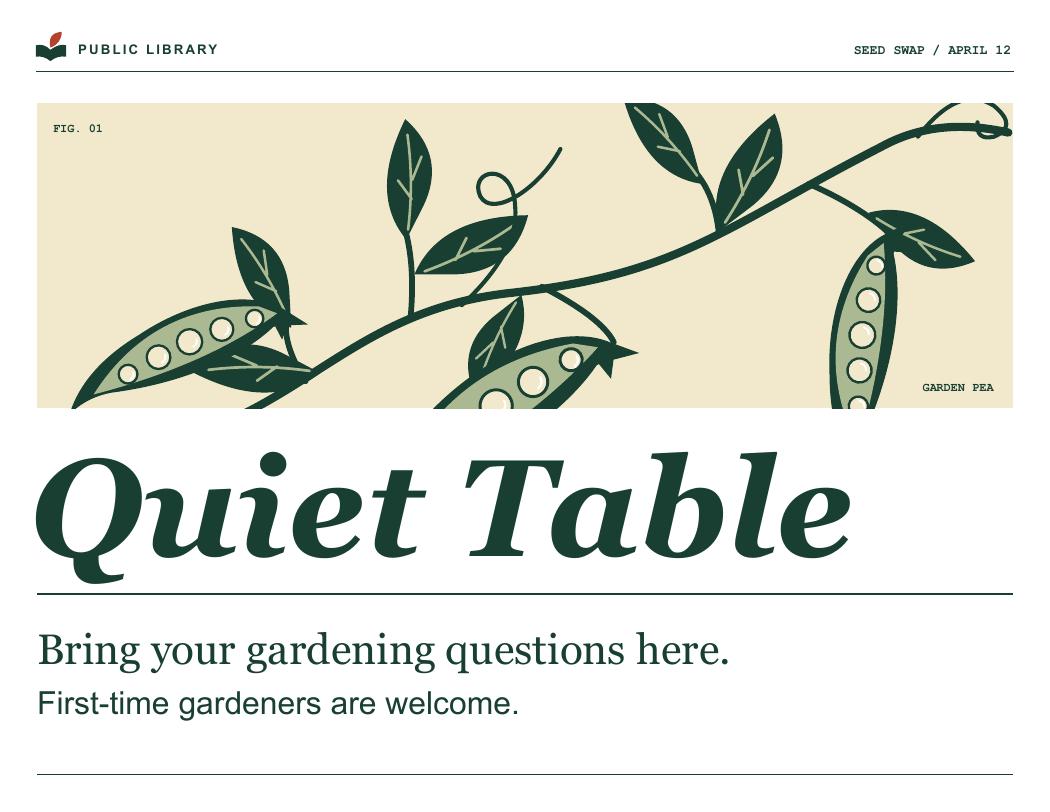 PUBLIC LIBRARY
SEED SWAP / APRIL 12
FIG. 01
GARDEN PEA
Quiet Table
Bring your gardening questions here.
First-time gardeners are welcome.